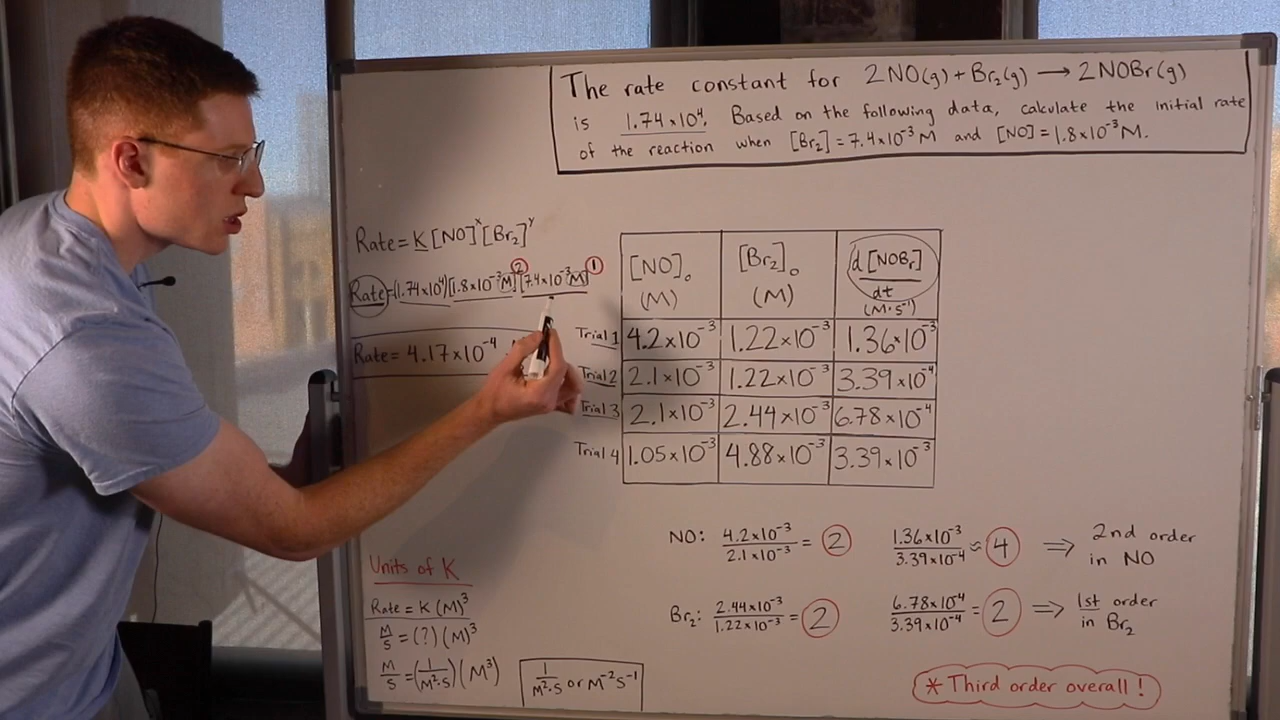 The rate constant for 2NO(g) + Br₂(g) → 2NOBr(g)
is 1.74×10⁴. Based on the following data, calculate the initial rate
of the reaction when [Br₂] = 7.4×10⁻³ M and [NO] = 1.8×10⁻³ M.
Rate = K [NO]ˣ [Br₂]ʸ
Rate = (1.74×10⁴) [1.8×10⁻³ M]² [7.4×10⁻³ M]¹
Rate = 4.17×10⁻⁴
[NO]₀ (M) [Br₂]₀ (M) d[NOBr]/dt (M·s⁻¹)
Trial 1 4.2×10⁻³ 1.22×10⁻³ 1.36×10⁻³
Trial 2 2.1×10⁻³ 1.22×10⁻³ 3.39×10⁻⁴
Trial 3 2.1×10⁻³ 2.44×10⁻³ 6.78×10⁻⁴
Trial 4 1.05×10⁻³ 4.88×10⁻³ 3.39×10⁻³
NO: 4.2×10⁻³ / 2.1×10⁻³ = 2 1.36×10⁻³ / 3.39×10⁻⁴ ≈ 4 ⇒ 2nd order in NO
Br₂: 2.44×10⁻³ / 1.22×10⁻³ = 2 6.78×10⁻⁴ / 3.39×10⁻⁴ = 2 ⇒ 1st order in Br₂
* Third order overall!
Units of K
Rate = K (M)³
M/s = (?) (M)³
M/s = (1/M²·s) (M³)
1/M²·s or M⁻²s⁻¹